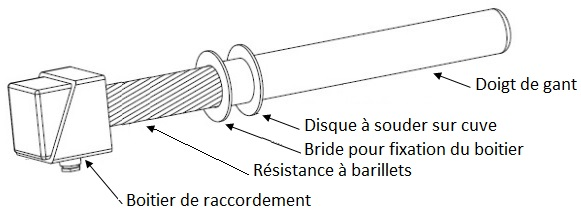 Doigt de gant
Disque à souder sur cuve
Bride pour fixation du boitier
Résistance à barillets
Boitier de raccordement